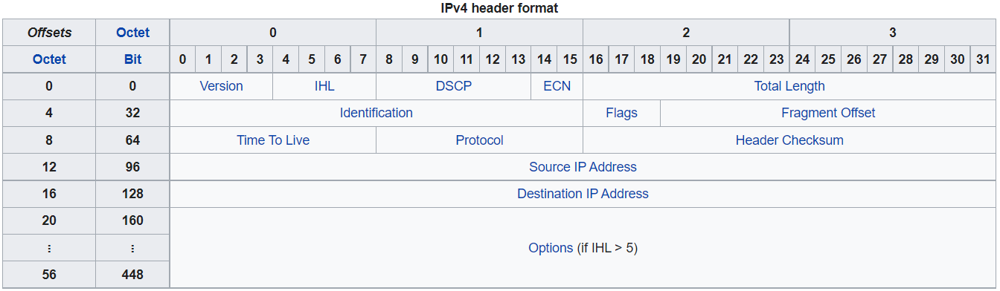 IPv4 header format
Offsets Octet 0 1 2 3
Octet Bit 0 1 2 3 4 5 6 7 8 9 10 11 12 13 14 15 16 17 18 19 20 21 22 23 24 25 26 27 28 29 30 31
0 0 Version IHL DSCP ECN Total Length
4 32 Identification Flags Fragment Offset
8 64 Time To Live Protocol Header Checksum
12 96 Source IP Address
16 128 Destination IP Address
20 160
⋮ ⋮ Options (if IHL > 5)
56 448